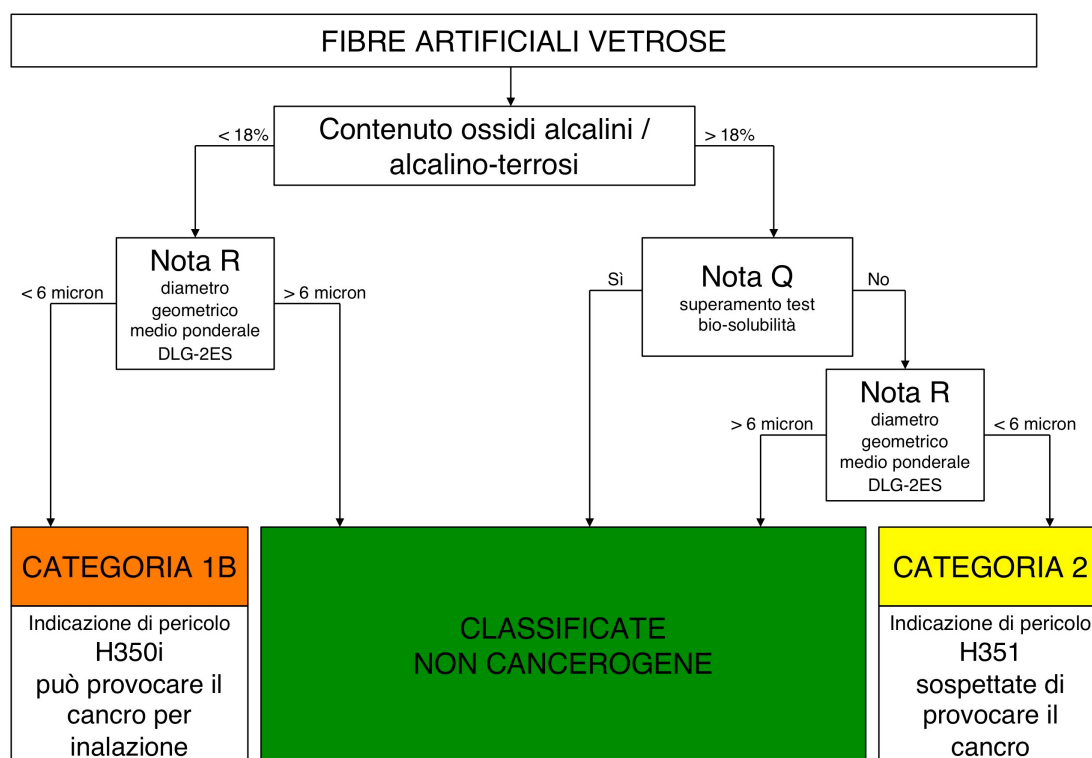 FIBRE ARTIFICIALI VETROSE
< 18%
Contenuto ossidi alcalini /
alcalino-terrosi
> 18%
< 6 micron
Nota R
diametro
geometrico
medio ponderale
DLG-2ES
> 6 micron
Sì
Nota Q
superamento test
bio-solubilità
No
> 6 micron
Nota R
diametro
geometrico
medio ponderale
DLG-2ES
< 6 micron
CATEGORIA 1B
Indicazione di pericolo
H350i
può provocare il
cancro per
inalazione
CLASSIFICATE
NON CANCEROGENE
CATEGORIA 2
Indicazione di pericolo
H351
sospettate di
provocare il
cancro